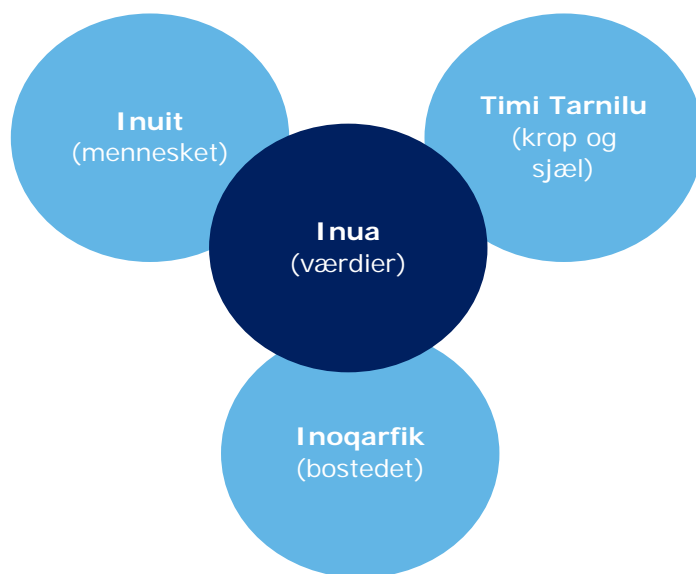 Inuit
(mennesket)
Timi Tarnilu
(krop og
sjæl)
Inua
(værdier)
Inoqarfik
(bostedet)